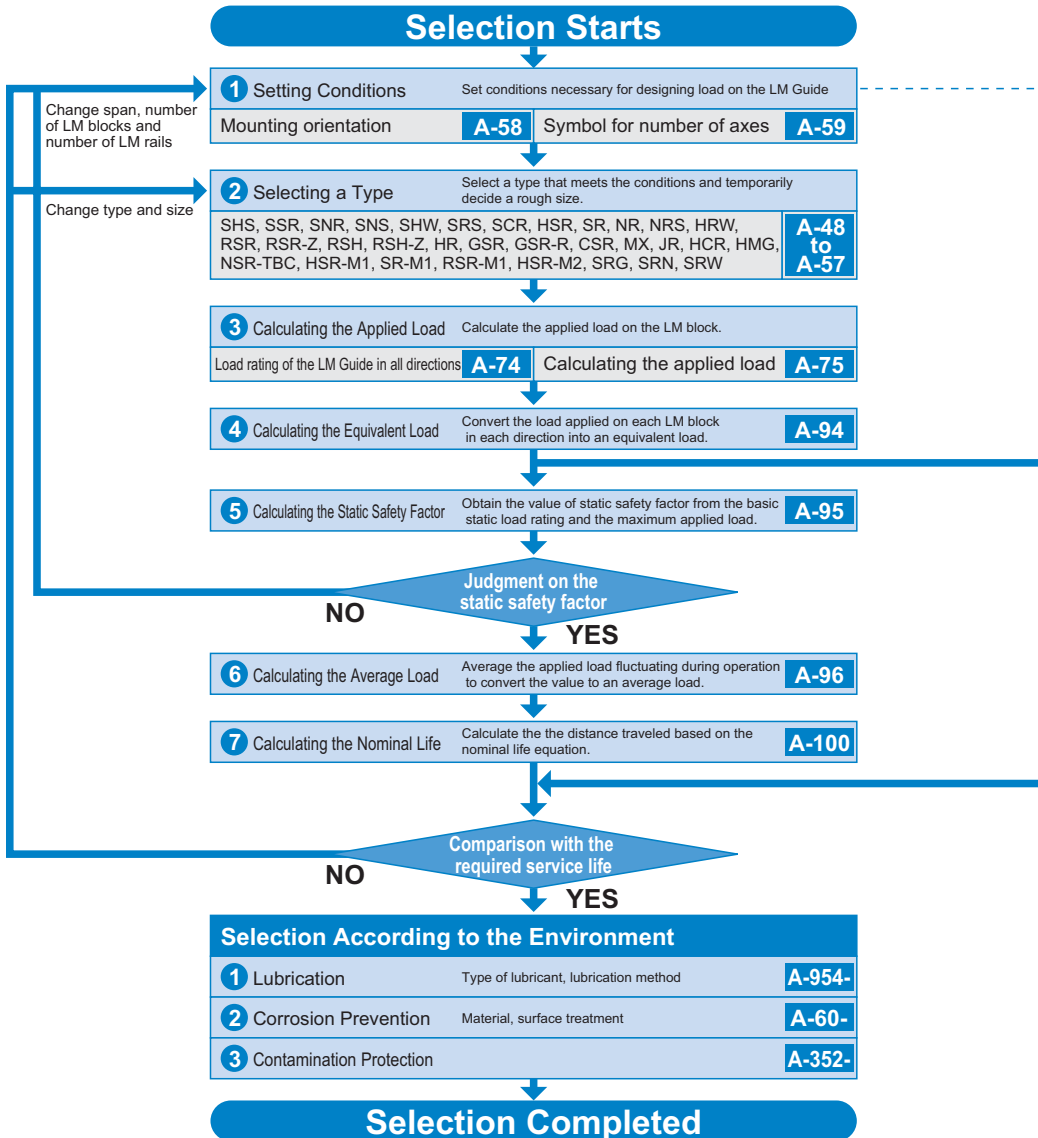 Selection Starts
1 Setting Conditions Set conditions necessary for designing load on the LM Guide
Change span, number
of LM blocks and
number of LM rails
Mounting orientation A-58 Symbol for number of axes A-59
2 Selecting a Type Select a type that meets the conditions and temporarily
decide a rough size.
Change type and size
SHS, SSR, SNR, SNS, SHW, SRS, SCR, HSR, SR, NR, NRS, HRW,
RSR, RSR-Z, RSH, RSH-Z, HR, GSR, GSR-R, CSR, MX, JR, HCR, HMG,
NSR-TBC, HSR-M1, SR-M1, RSR-M1, HSR-M2, SRG, SRN, SRW
A-48
to
A-57
3 Calculating the Applied Load Calculate the applied load on the LM block.
Load rating of the LM Guide in all directions A-74 Calculating the applied load A-75
4 Calculating the Equivalent Load Convert the load applied on each LM block
in each direction into an equivalent load.
A-94
5 Calculating the Static Safety Factor Obtain the value of static safety factor from the basic
static load rating and the maximum applied load.
A-95
Judgment on the
static safety factor
NO
YES
6 Calculating the Average Load Average the applied load fluctuating during operation
to convert the value to an average load.
A-96
7 Calculating the Nominal Life Calculate the the distance traveled based on the
nominal life equation.
A-100
Comparison with the
required service life
NO
YES
Selection According to the Environment
1 Lubrication Type of lubricant, lubrication method A-954-
2 Corrosion Prevention Material, surface treatment A-60-
3 Contamination Protection A-352-
Selection Completed